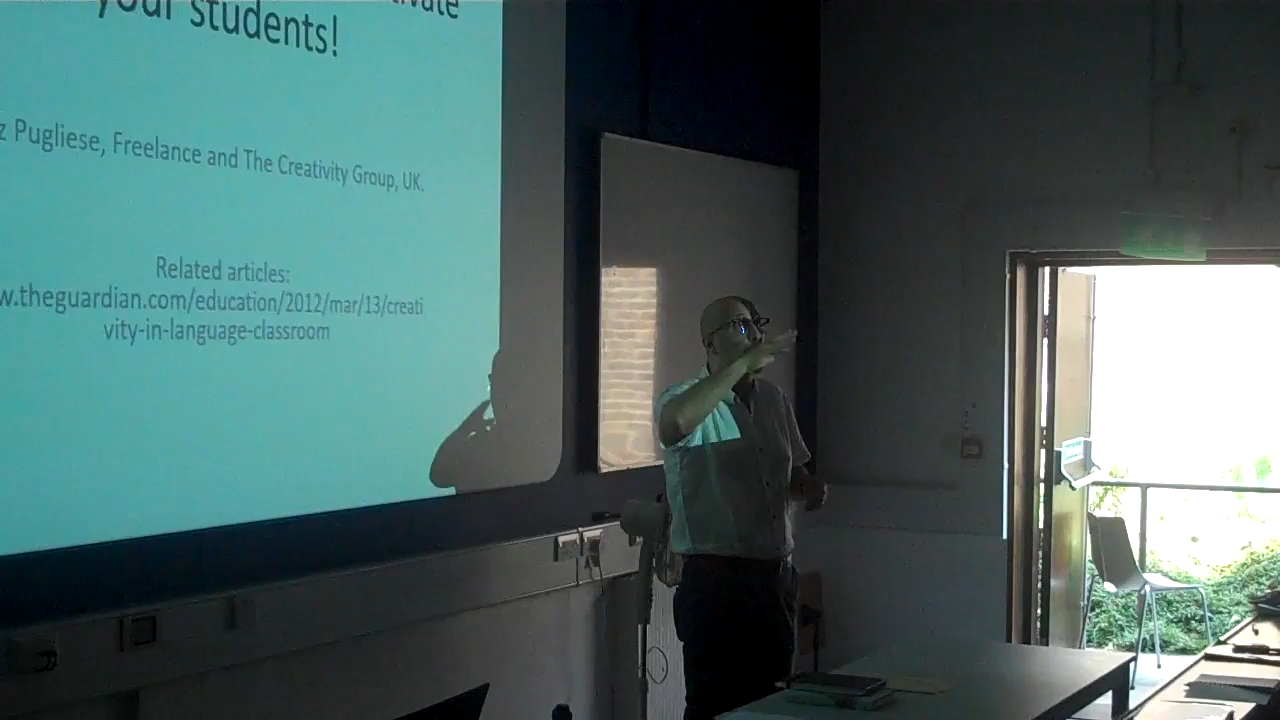 your students!
Pugliese, Freelance and The Creativity Group, UK.
Related articles:
w.theguardian.com/education/2012/mar/13/creati
vity-in-language-classroom